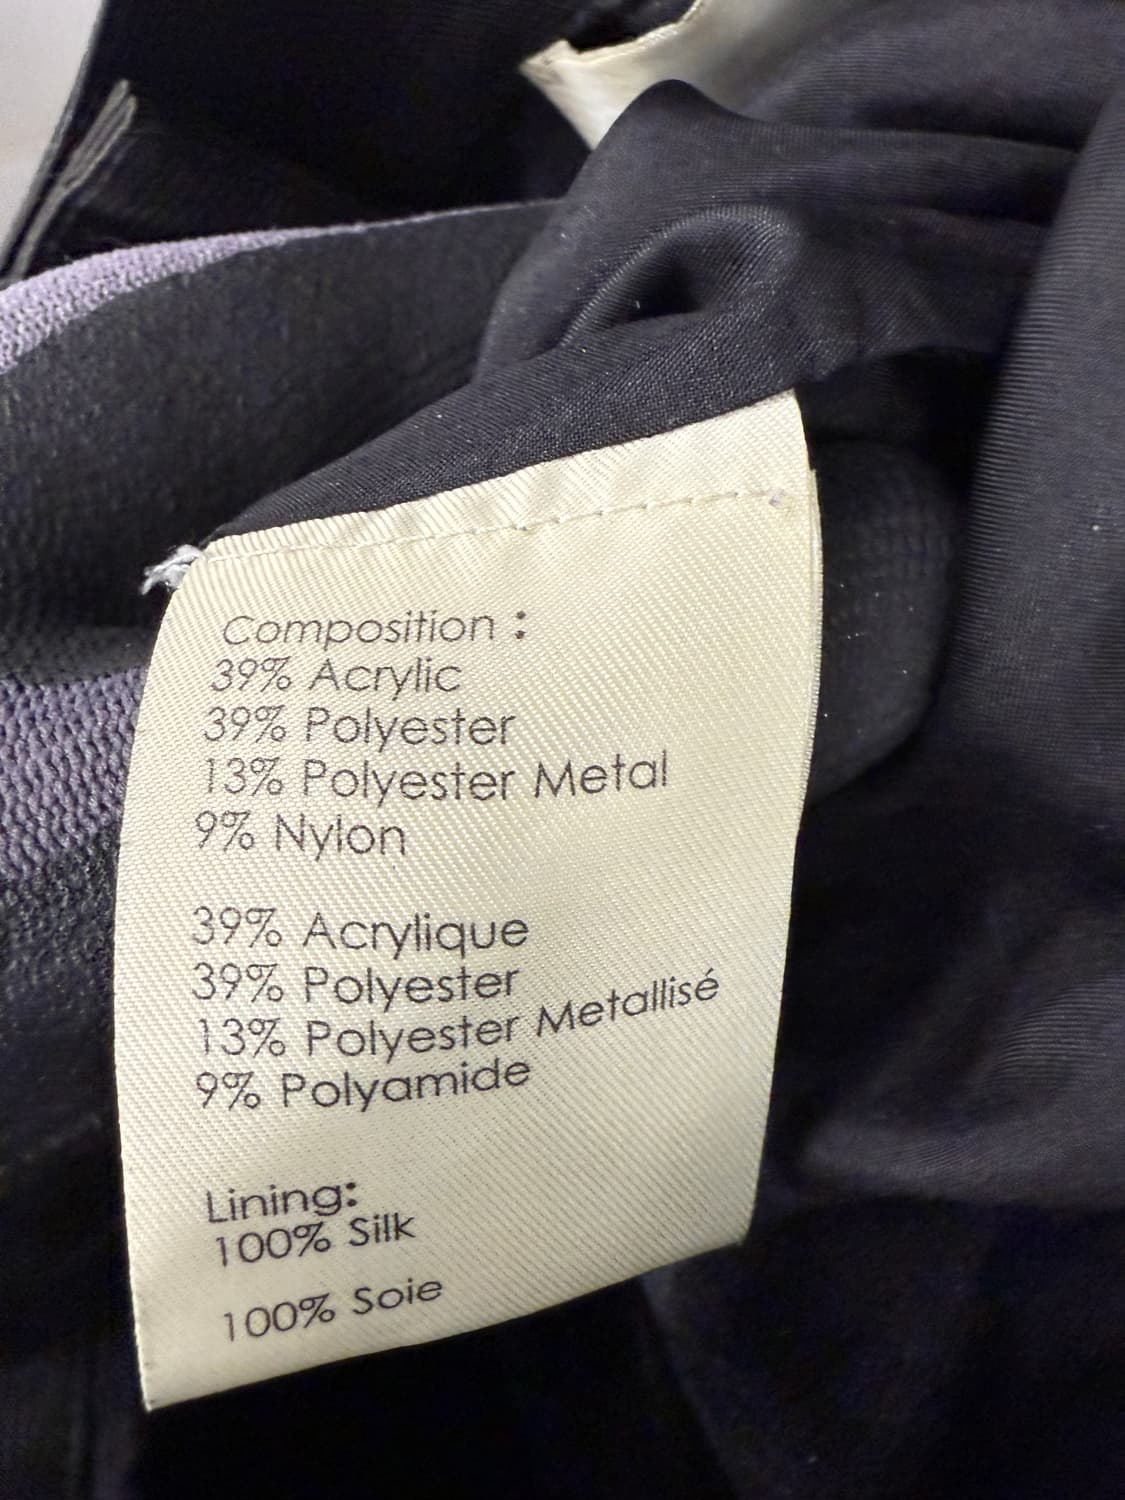 Composition :
39% Acrylic
39% Polyester
13% Polyester Metal
9% Nylon
39% Acrylique
39% Polyester
13% Polyester Metallisé
9% Polyamide
Lining:
100% Silk
100% Soie